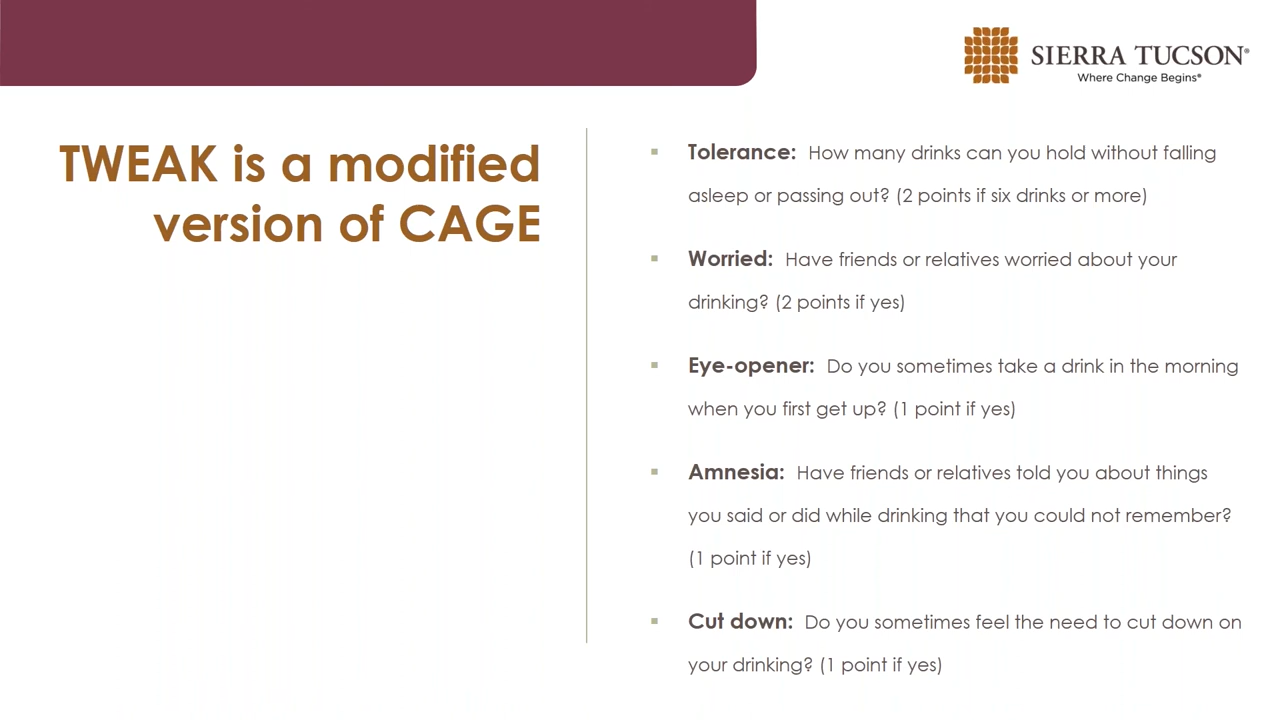 SIERRA TUCSON®
Where Change Begins®
TWEAK is a modified
version of CAGE
▪ Tolerance: How many drinks can you hold without falling
asleep or passing out? (2 points if six drinks or more)
▪ Worried: Have friends or relatives worried about your
drinking? (2 points if yes)
▪ Eye-opener: Do you sometimes take a drink in the morning
when you first get up? (1 point if yes)
▪ Amnesia: Have friends or relatives told you about things
you said or did while drinking that you could not remember?
(1 point if yes)
▪ Cut down: Do you sometimes feel the need to cut down on
your drinking? (1 point if yes)